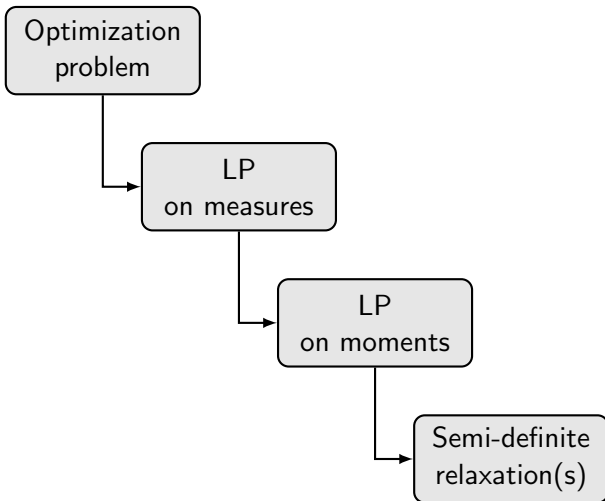 Optimization
problem
LP
on measures
LP
on moments
Semi-definite
relaxation(s)